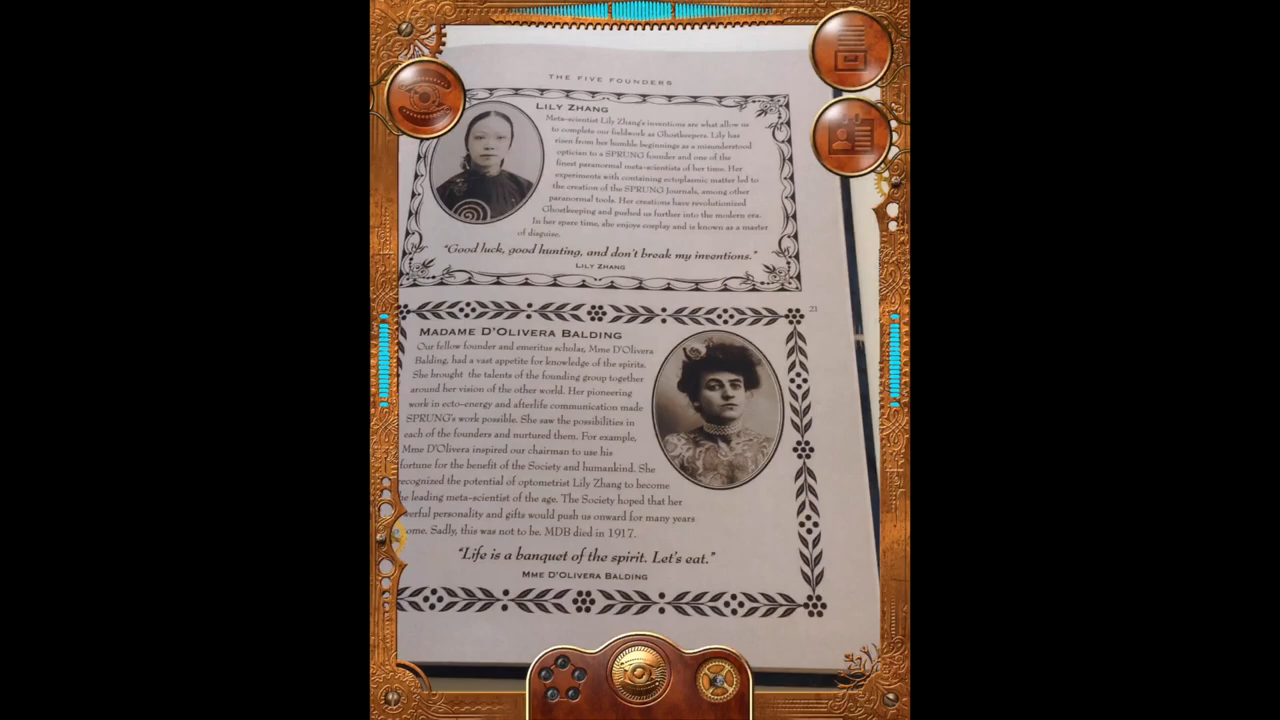 THE FIVE FOUNDERS
LILY ZHANG
Meta-scientist Lily Zhang's inventions are what allow us
to complete our fieldwork as Ghostkeepers. Lily has
risen from her humble beginnings as a misunderstood
optician to a SPRUNG founder and one of the
finest paranormal meta-scientists of her time. Her
experiments with containing ectoplasmic matter led to
the creation of the SPRUNG Journals, among other
paranormal tools. Her creations have revolutionized
Ghostkeeping and pushed us further into the modern era.
In her spare time, she enjoys cosplay and is known as a master
of disguise.
"Good luck, good hunting, and don't break my inventions."
LILY ZHANG
21
MADAME D'OLIVERA BALDING
Our fellow founder and emeritus scholar, Mme D'Olivera
Balding, had a vast appetite for knowledge of the spirits.
She brought the talents of the founding group together
around her vision of the other world. Her pioneering
work in ecto-energy and afterlife communication made
SPRUNG's work possible. She saw the possibilities in
each of the founders and nurtured them. For example,
Mme D'Olivera inspired our chairman to use his
fortune for the benefit of the Society and humankind. She
recognized the potential of optometrist Lily Zhang to become
he leading meta-scientist of the age. The Society hoped that her
werful personality and gifts would push us onward for many years
ome. Sadly, this was not to be. MDB died in 1917.
"Life is a banquet of the spirit. Let's eat."
MME D'OLIVERA BALDING